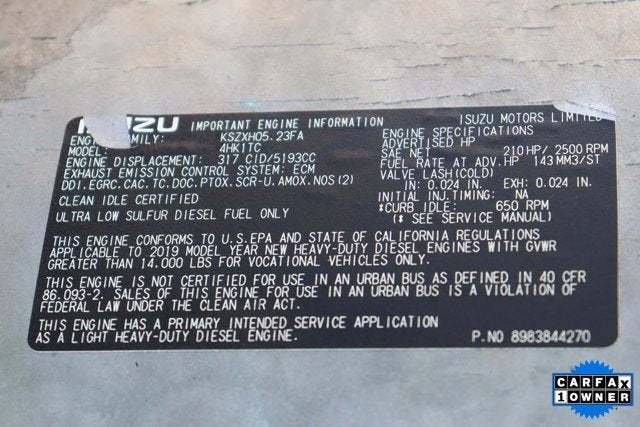 ISUZU IMPORTANT ENGINE INFORMATION
ISUZU MOTORS LIMITED
ENGINE FAMILY: KSZXH05.23FA
MODEL: 4HK1TC
ENGINE DISPLACEMENT: 317 CID/5193CC
EXHAUST EMISSION CONTROL SYSTEM: ECM
DDI.EGRC.CAC.TC.DOC.PTOX.SCR-U.AMOX.NOS(2)
CLEAN IDLE CERTIFIED
ULTRA LOW SULFUR DIESEL FUEL ONLY
ENGINE SPECIFICATIONS
ADVERTISED HP
SAE NET: 210 HP/ 2500 RPM
FUEL RATE AT ADV.HP 143 MM3/ST
VALVE LASH(COLD)
IN: 0.024 IN. EXH: 0.024 IN.
INITIAL INJ.TIMING: NA
*CURB IDLE: 650 RPM
(* SEE SERVICE MANUAL)
THIS ENGINE CONFORMS TO U.S.EPA AND STATE OF CALIFORNIA REGULATIONS
APPLICABLE TO 2019 MODEL YEAR NEW HEAVY-DUTY DIESEL ENGINES WITH GVWR
GREATER THAN 14.000 LBS FOR VOCATIONAL VEHICLES ONLY.
THIS ENGINE IS NOT CERTIFIED FOR USE IN AN URBAN BUS AS DEFINED IN 40 CFR
86.093-2. SALES OF THIS ENGINE FOR USE IN AN URBAN BUS IS A VIOLATION OF
FEDERAL LAW UNDER THE CLEAN AIR ACT.
THIS ENGINE HAS A PRIMARY INTENDED SERVICE APPLICATION
AS A LIGHT HEAVY-DUTY DIESEL ENGINE.
P.NO 8983844270
CARFAX
1 OWNER